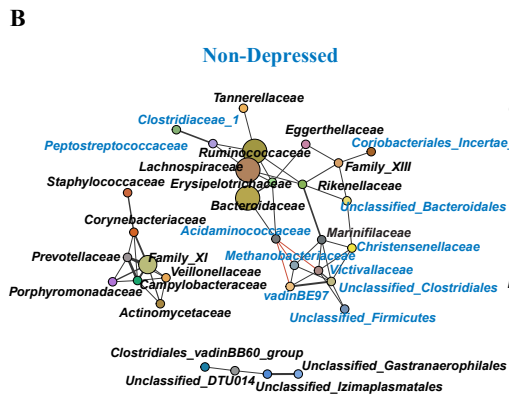 B
Non-Depressed
Tannerellaceae
Clostridiaceae_1
Eggerthellaceae
Peptostreptococcaceae
Ruminococcaceae
Coriobacteriales_Incertae_
Lachnospiraceae
Family_XIII
Staphylococcaceae
Erysipelotrichaceae
Rikenellaceae
Bacteroidaceae
Unclassified_Bacteroidales
Corynebacteriaceae
Acidaminococcaceae
Marinifilaceae
Christensenellaceae
Prevotellaceae
Family_XI
Methanobacteriaceae
Veillonellaceae
Victivallaceae
Porphyromonadaceae
Campylobacteraceae
Unclassified_Clostridiales
vadinBE97
Actinomycetaceae
Unclassified_Firmicutes
Clostridiales_vadinBB60_group
Unclassified_Gastranaerophilales
Unclassified_DTU014
Unclassified_Izimaplasmatales